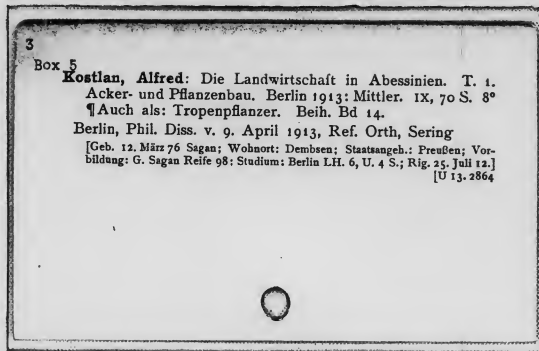 3
Box 5
Kostlan, Alfred: Die Landwirtschaft in Abessinien. T. 1.
Acker- und Pflanzenbau. Berlin 1913: Mittler. IX, 70 S. 8°
¶ Auch als: Tropenpflanzer. Beih. Bd 14.
Berlin, Phil. Diss. v. 9. April 1913, Ref. Orth, Sering
[Geb. 12. März 76 Sagan; Wohnort: Dembsen; Staatsangeh.: Preußen; Vor-
bildung: G. Sagan Reife 98: Studium: Berlin LH. 6, U. 4 S.; Rig. 25. Juli 12.]
[U 13. 2864